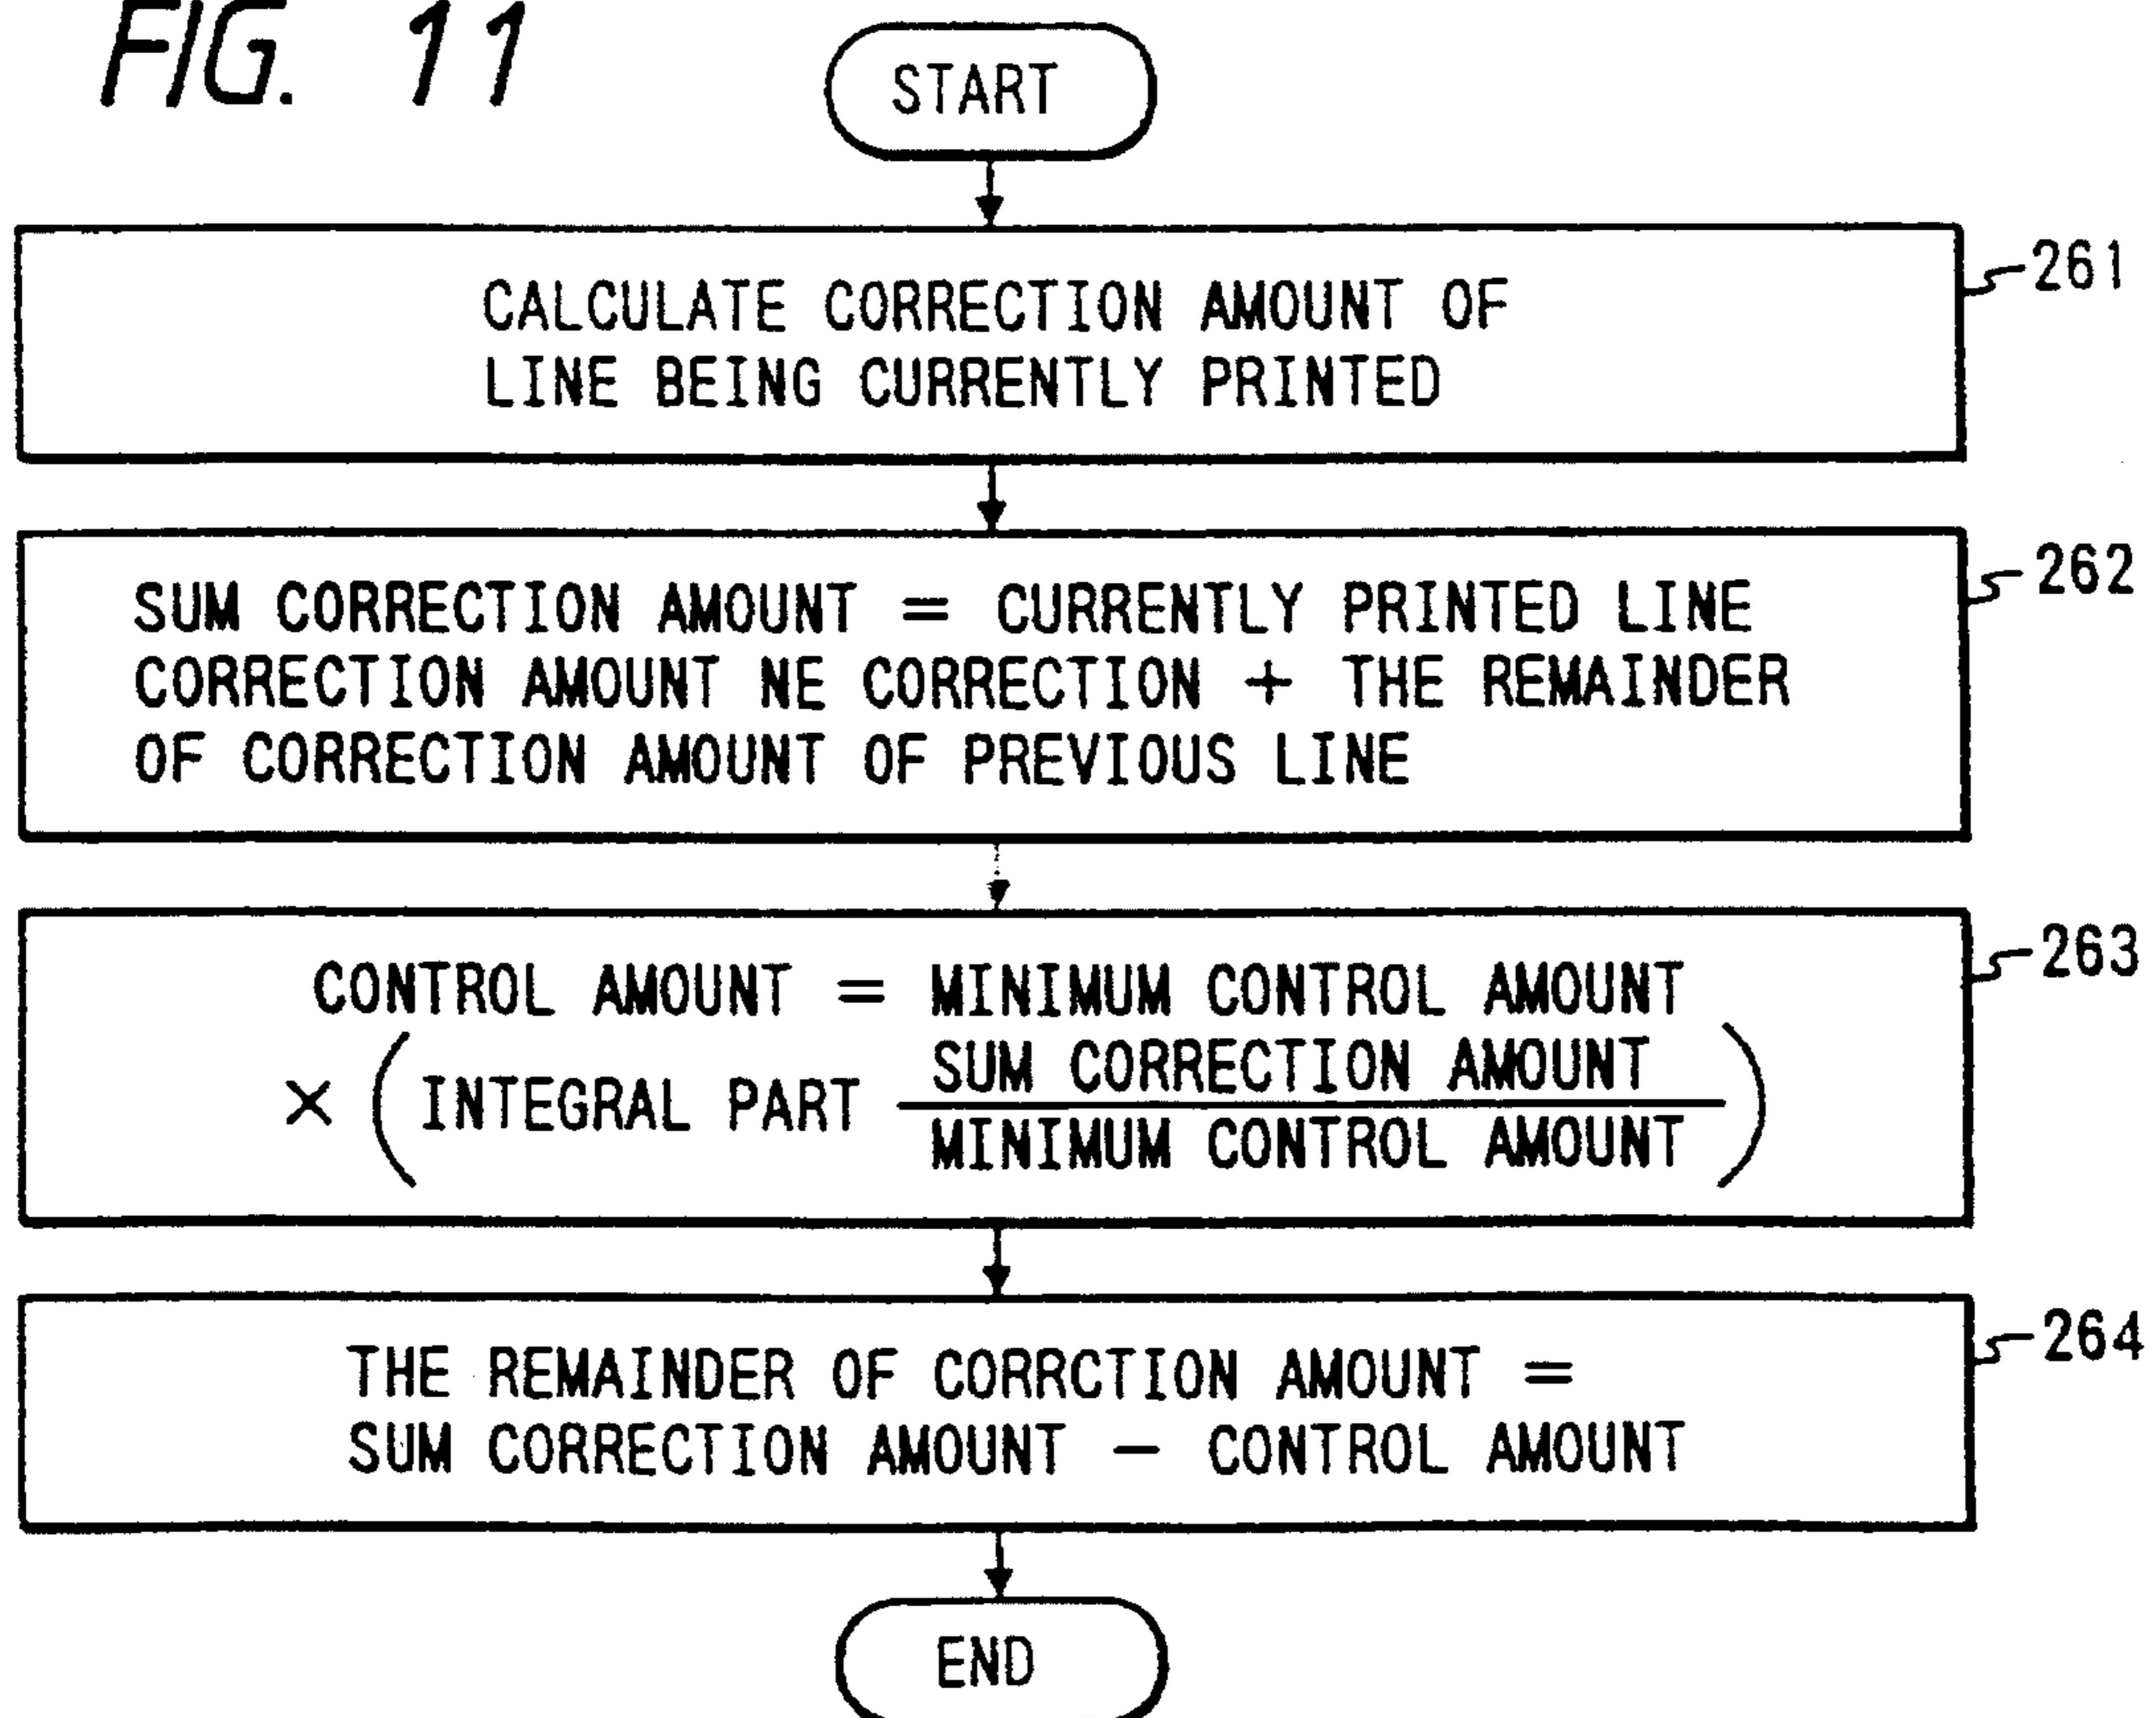 FIG. 11
START
CALCULATE CORRECTION AMOUNT OF
LINE BEING CURRENTLY PRINTED
261
SUM CORRECTION AMOUNT = CURRENTLY PRINTED LINE
CORRECTION AMOUNT NE CORRECTION + THE REMAINDER
OF CORRECTION AMOUNT OF PREVIOUS LINE
262
CONTROL AMOUNT = MINIMUM CONTROL AMOUNT
× (INTEGRAL PART SUM CORRECTION AMOUNT
MINIMUM CONTROL AMOUNT)
263
THE REMAINDER OF CORRCTION AMOUNT =
SUM CORRECTION AMOUNT − CONTROL AMOUNT
264
END